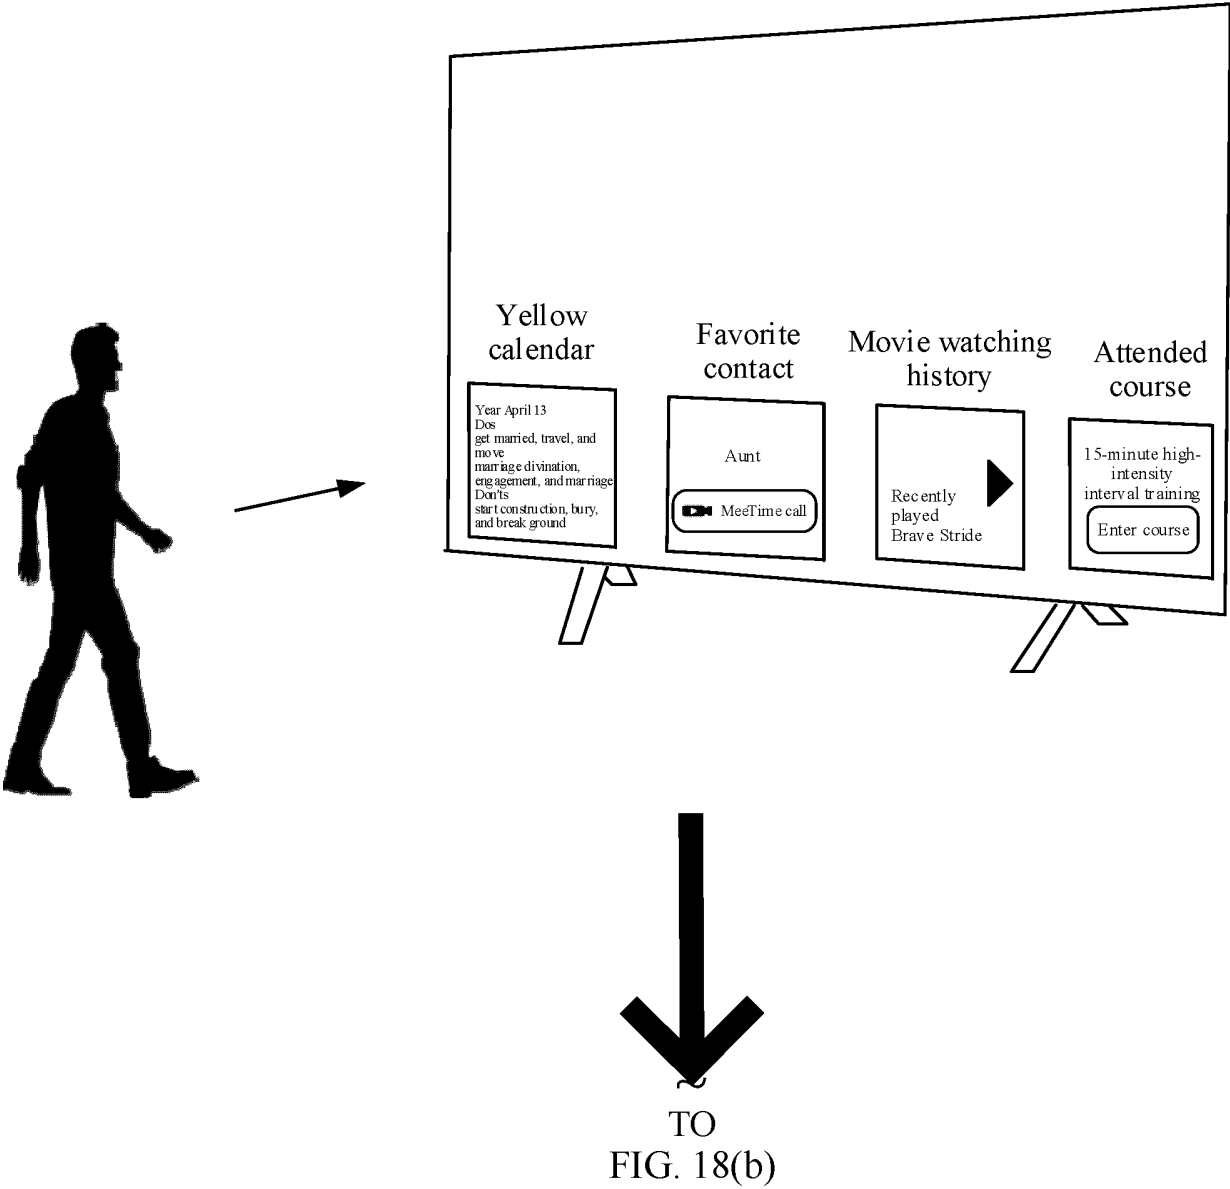 Yellow
calendar
Year April 13
Dos
get married, travel, and
move
marriage divination,
engagement, and marriage
Don'ts
start construction, bury,
and break ground
Favorite
contact
Aunt
MeeTime call
Movie watching
history
Recently
played
Brave Stride
Attended
course
15-minute high-
intensity
interval training
Enter course
~
TO
FIG. 18(b)